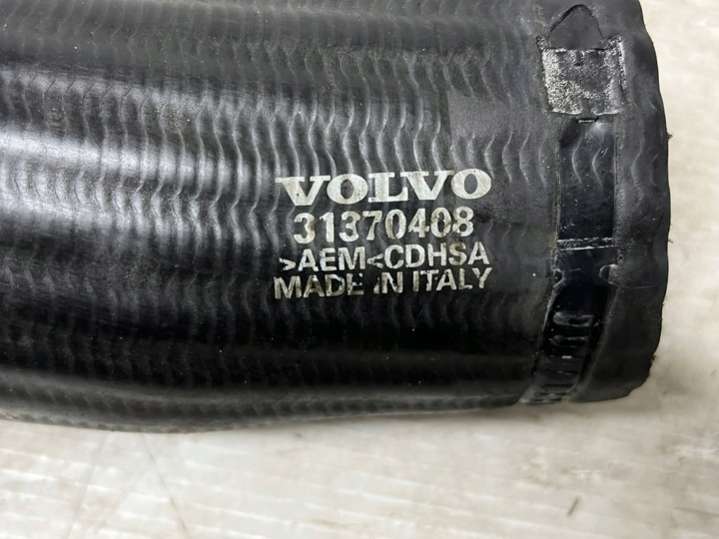 VOLVO
31370408
>AEM<CDHSA
MADE IN ITALY